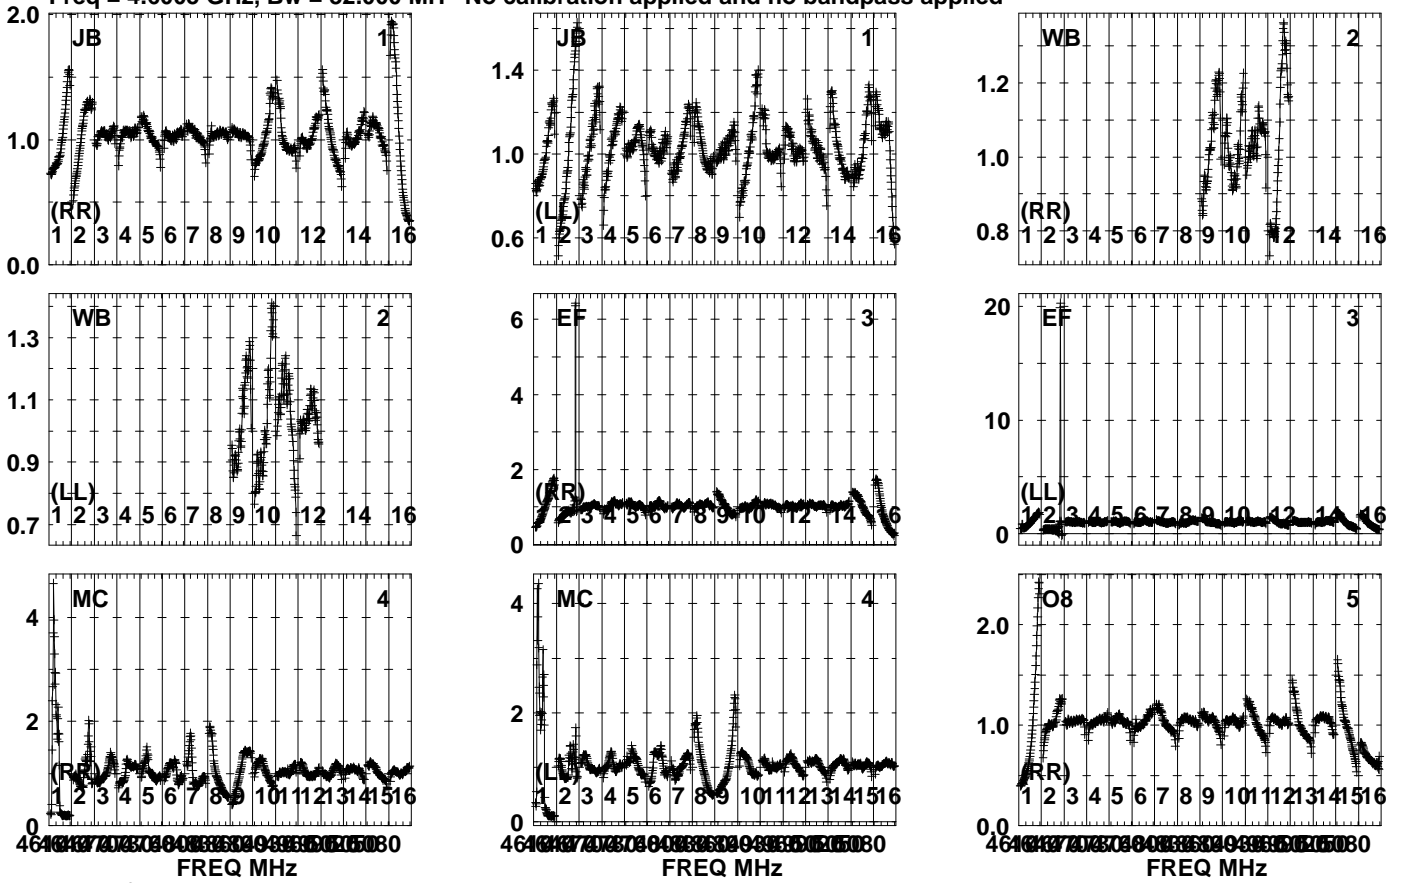 No calibration applied and no bandpass applied
2.0 JB 1
1.0
(RR)
1 2 3 4 5 6 7 8 9 10 12 14 16
0.0
JB 1
1.4
1.0
(LL)
0.6 1 2 3 4 5 6 7 8 9 10 12 14 16
WB 2
1.2
1.0
(RR)
0.8 1 2 3 4 5 6 7 8 9 10 12 14 16
WB 2
1.3
1.1
0.9
(LL)
0.7 1 2 3 4 5 6 7 8 9 10 12 14 16
EF 3
6
4
2
(RR)
1 2 3 4 5 6 7 8 9 10 12 14 6
0
EF 3
20
10
(LL)
1 2 3 4 5 6 7 8 9 10 12 14 16
0
MC 4
4
2
(RR)
1 2 3 4 5 6 7 8 9 10 11 12 13 14 15 16
0
FREQ MHz
MC 4
4
2
(LL)
1 2 3 4 5 6 7 8 9 10 11 12 13 14 15 16
0
FREQ MHz
O8 5
2.0
1.0
(RR)
1 2 3 4 5 6 7 8 9 10 11 12 13 14 15 16
0.0
FREQ MHz